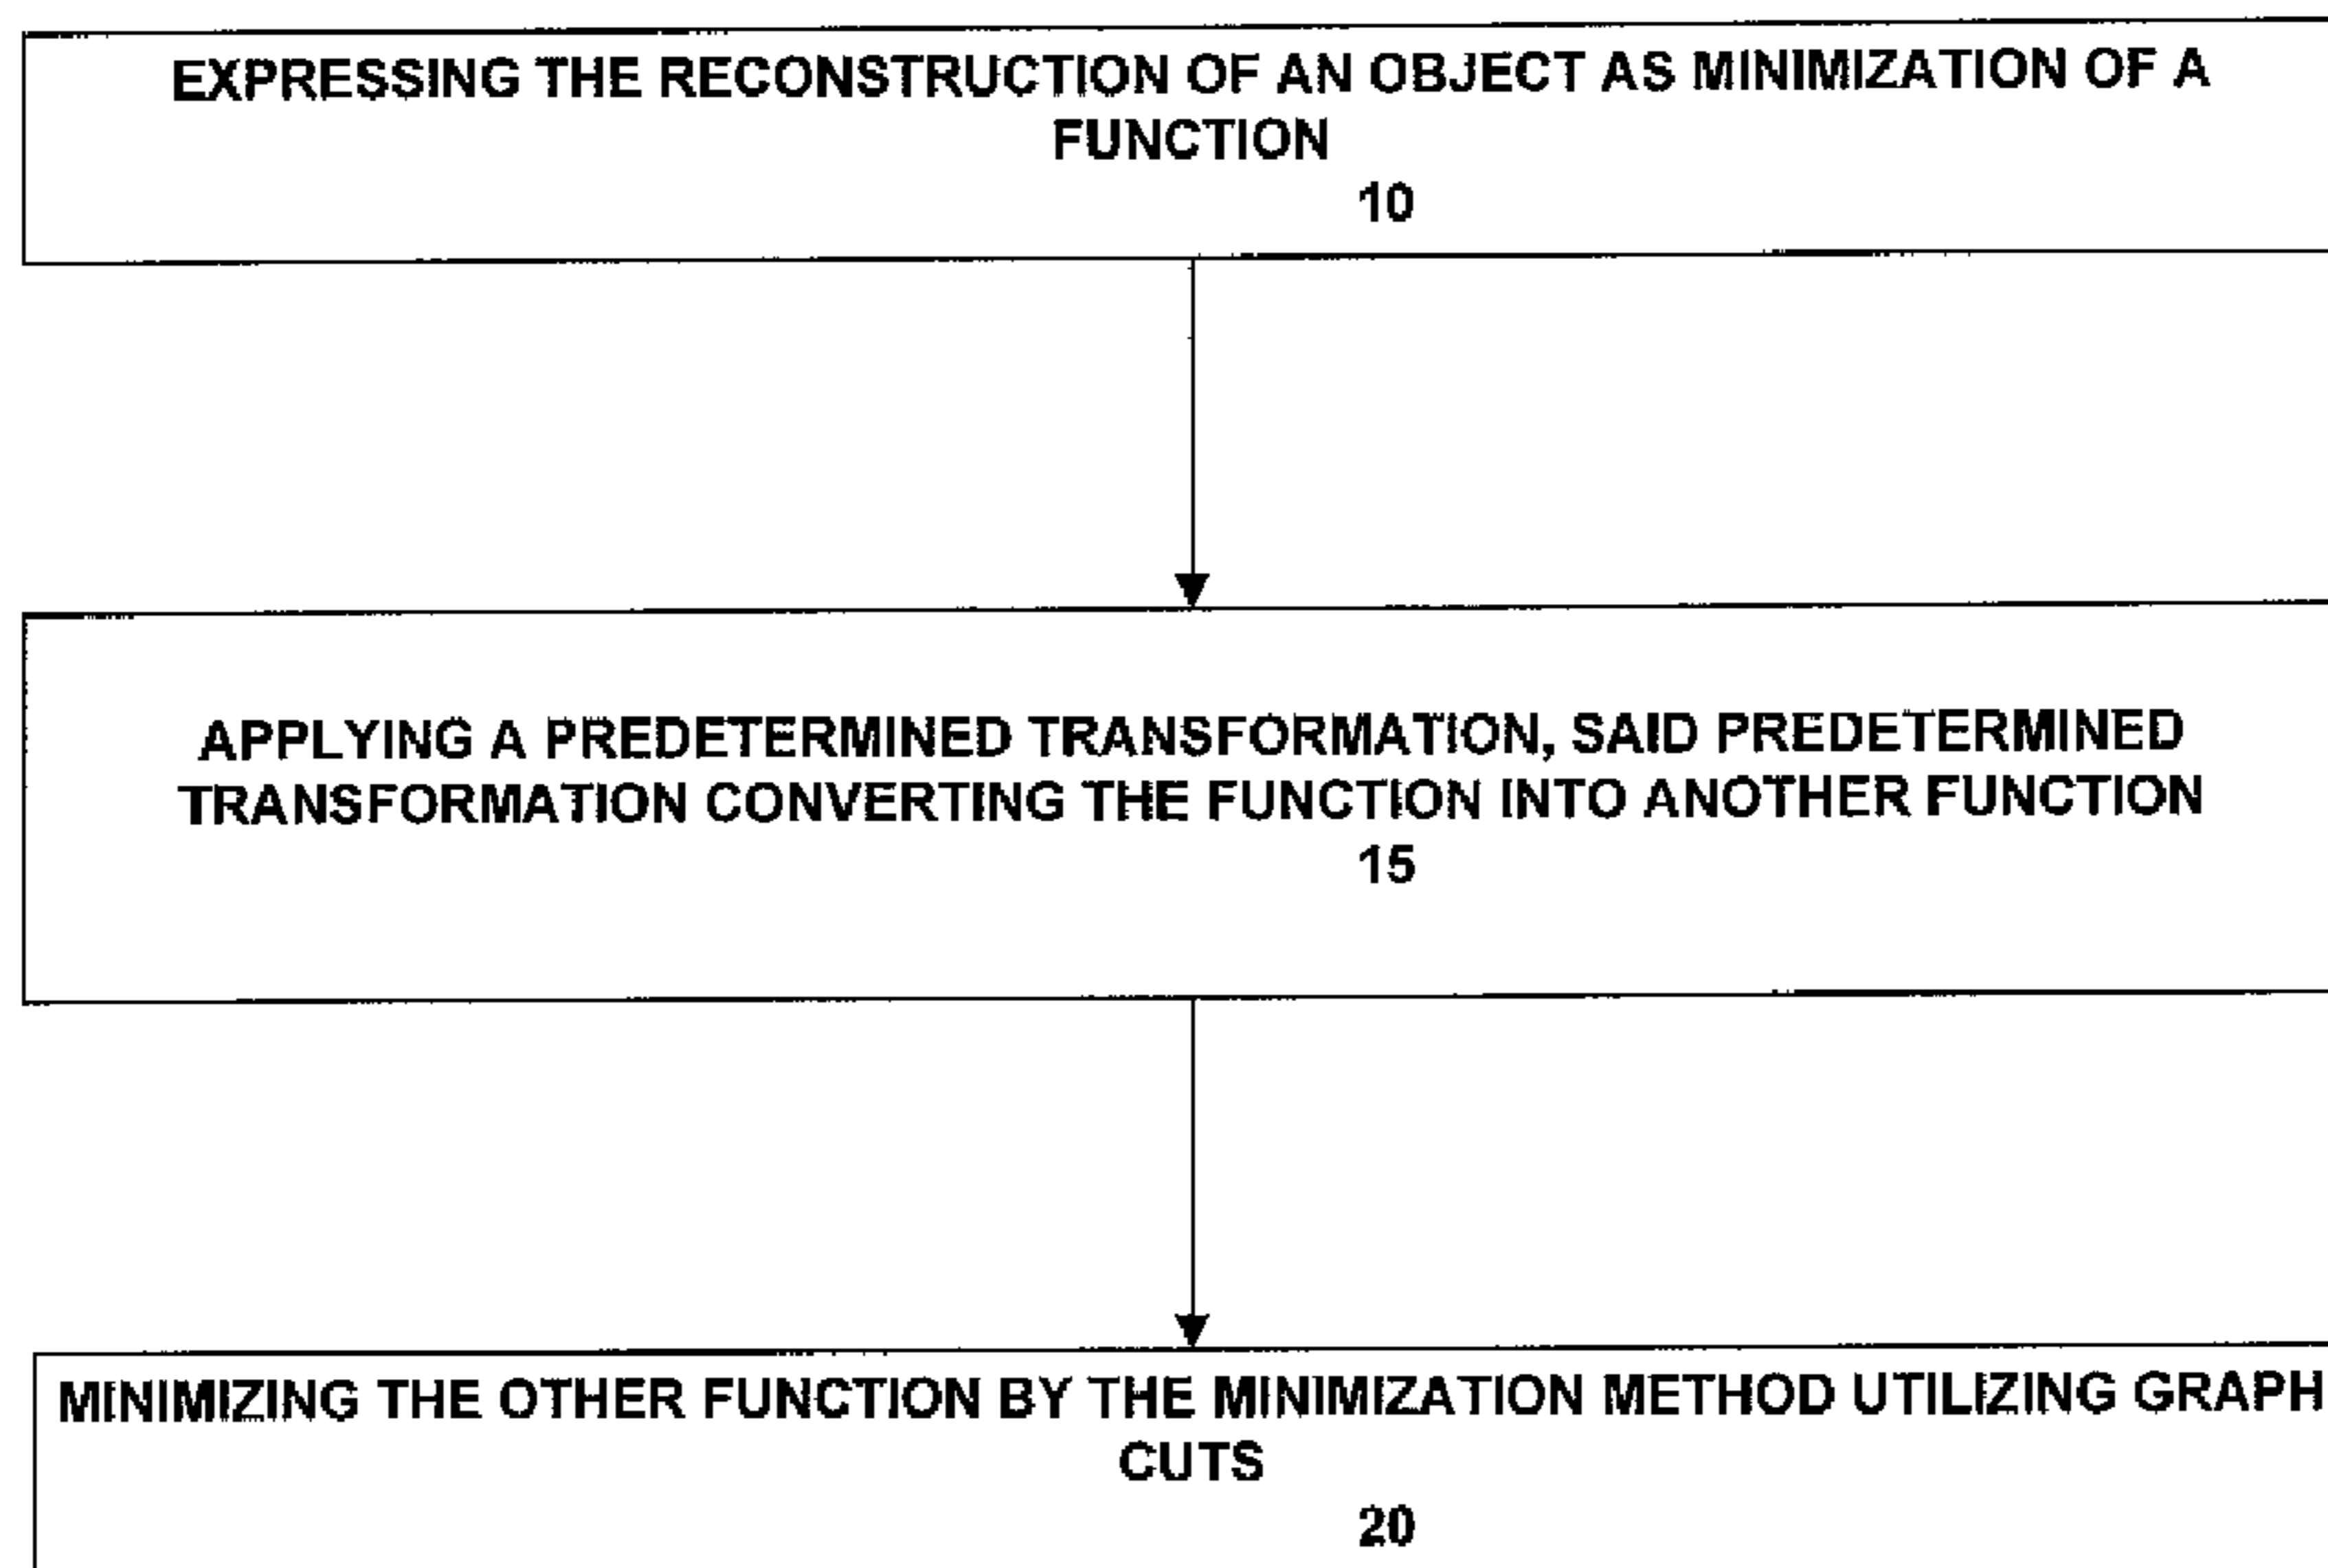 EXPRESSING THE RECONSTRUCTION OF AN OBJECT AS MINIMIZATION OF A
FUNCTION
10
APPLYING A PREDETERMINED TRANSFORMATION, SAID PREDETERMINED
TRANSFORMATION CONVERTING THE FUNCTION INTO ANOTHER FUNCTION
15
MINIMIZING THE OTHER FUNCTION BY THE MINIMIZATION METHOD UTILIZING GRAPH
CUTS
20